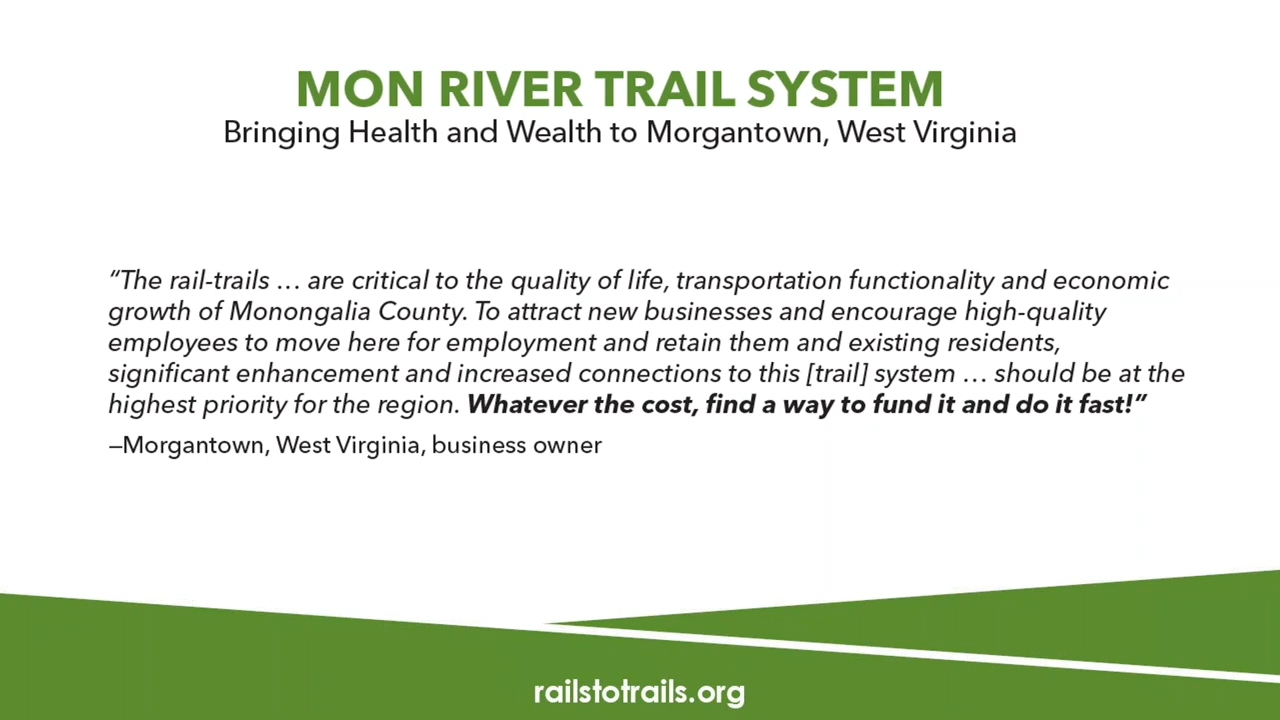 MON RIVER TRAIL SYSTEM
Bringing Health and Wealth to Morgantown, West Virginia
“The rail-trails … are critical to the quality of life, transportation functionality and economic
growth of Monongalia County. To attract new businesses and encourage high-quality
employees to move here for employment and retain them and existing residents,
significant enhancement and increased connections to this [trail] system … should be at the
highest priority for the region. Whatever the cost, find a way to fund it and do it fast!”
—Morgantown, West Virginia, business owner
railstotrails.org